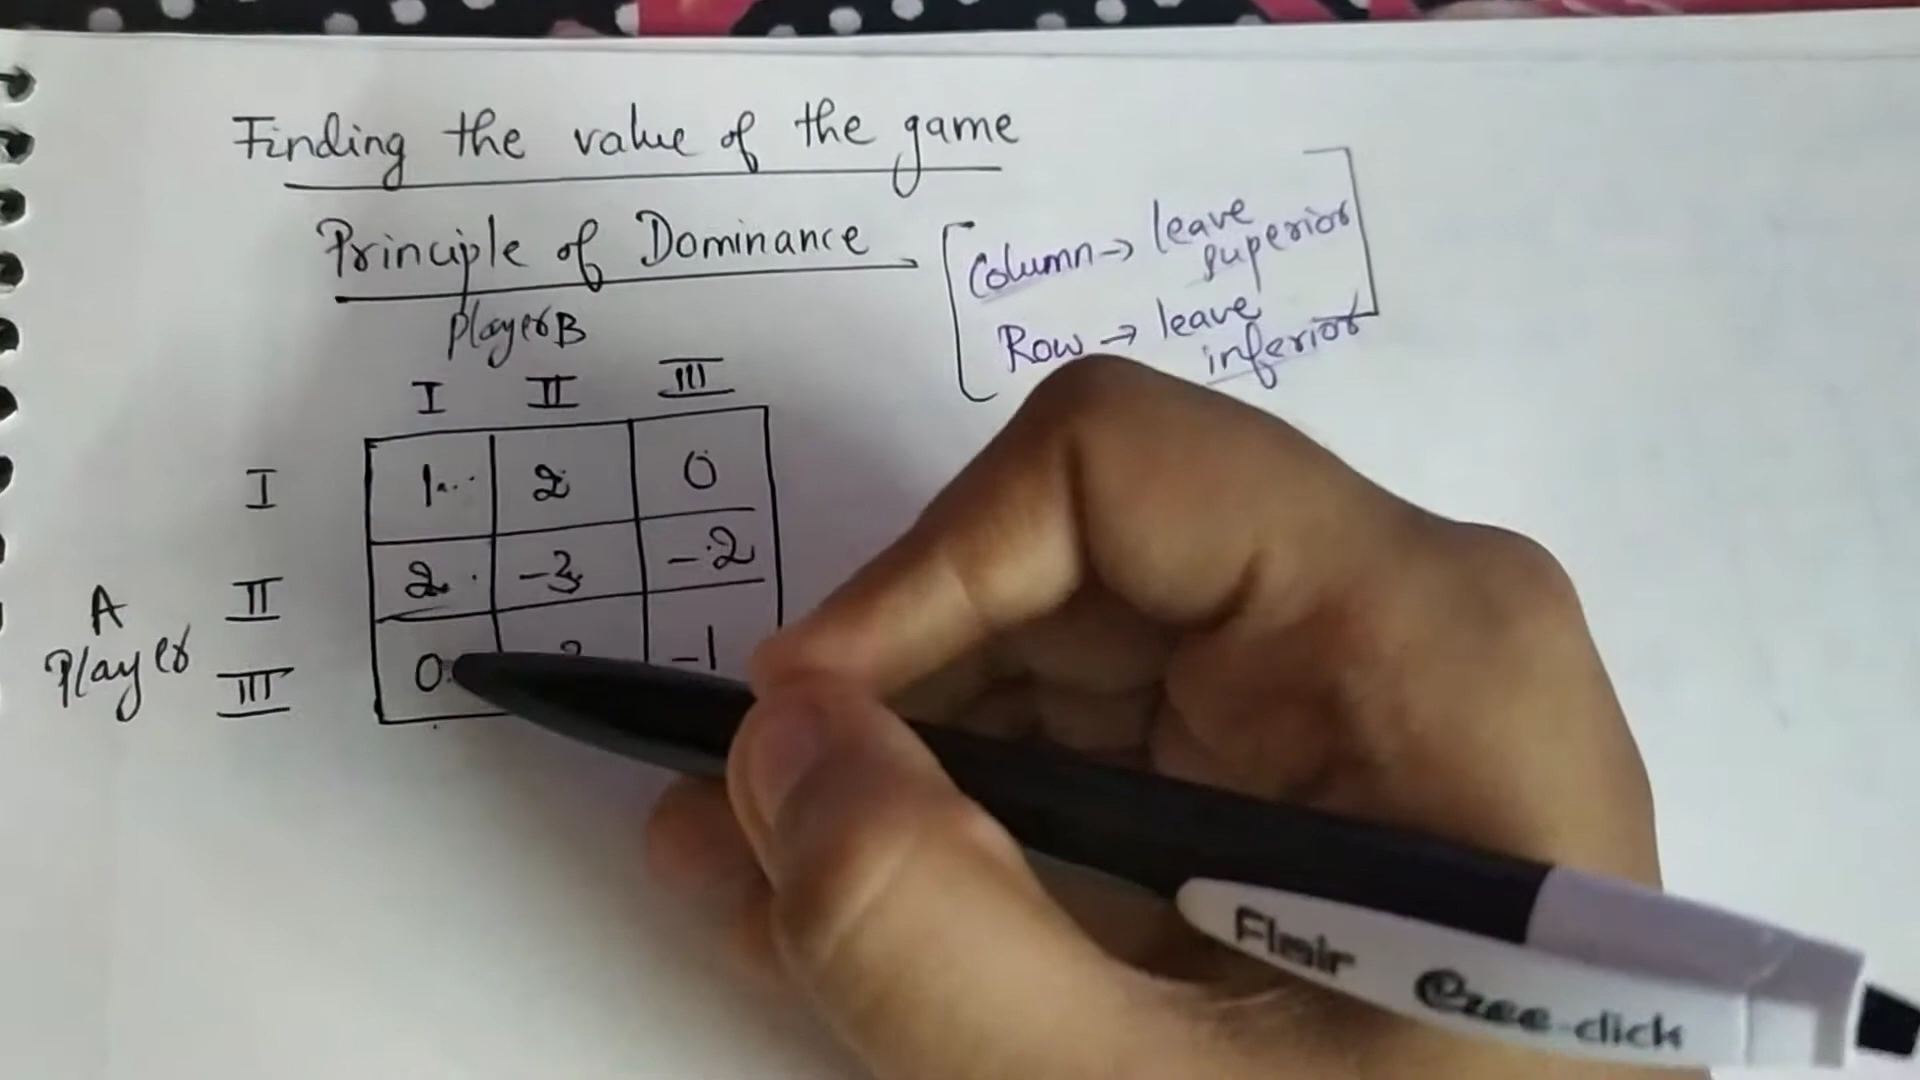 Finding the value of the game
Principle of Dominance
Column → leave superior
Row → leave inferior
Player B
I II III
I 1 2 0
II 2 -3 -2
III 0 -1
A
Player
Flair @ezee-click